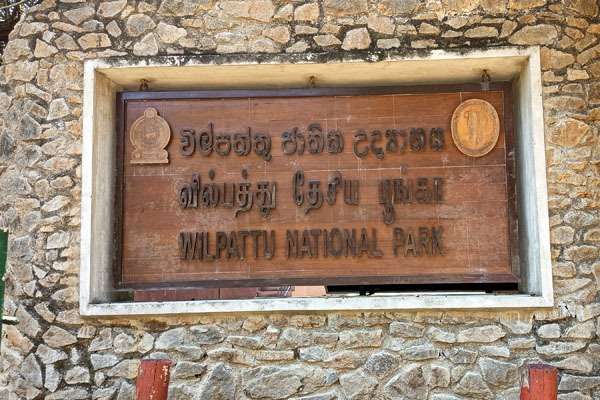 විල්පත්තු ජාතික උද්‍යානය
வில்பத்து தேசிய பூங்கா
WILPATTU NATIONAL PARK